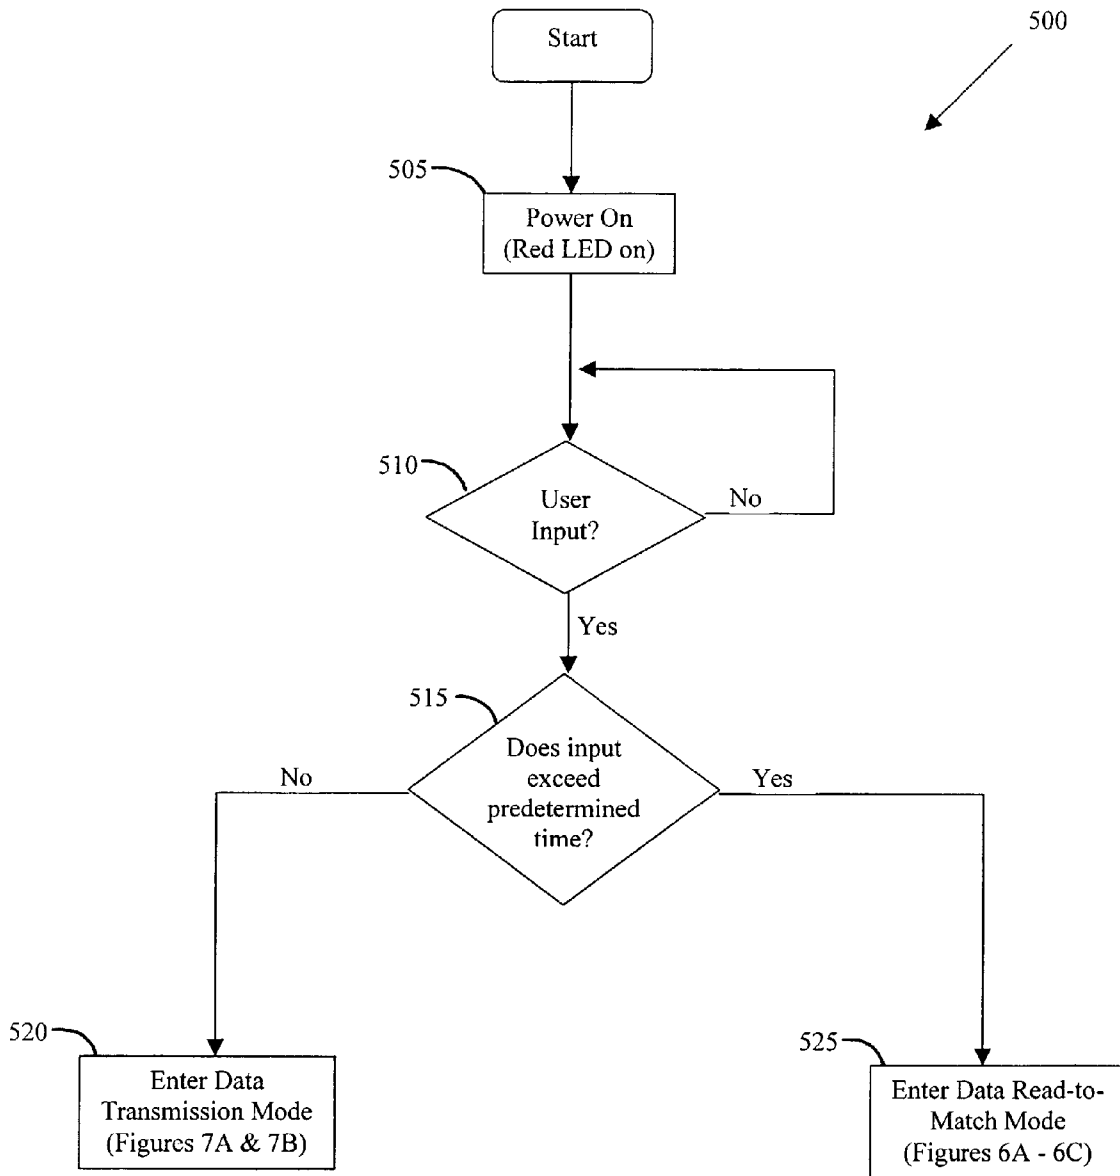 Start
500
505
Power On
(Red LED on)
510
User
Input?
No
Yes
515
Does input
exceed
predetermined
time?
No
Yes
520
Enter Data
Transmission Mode
(Figures 7A & 7B)
525
Enter Data Read-to-
Match Mode
(Figures 6A - 6C)